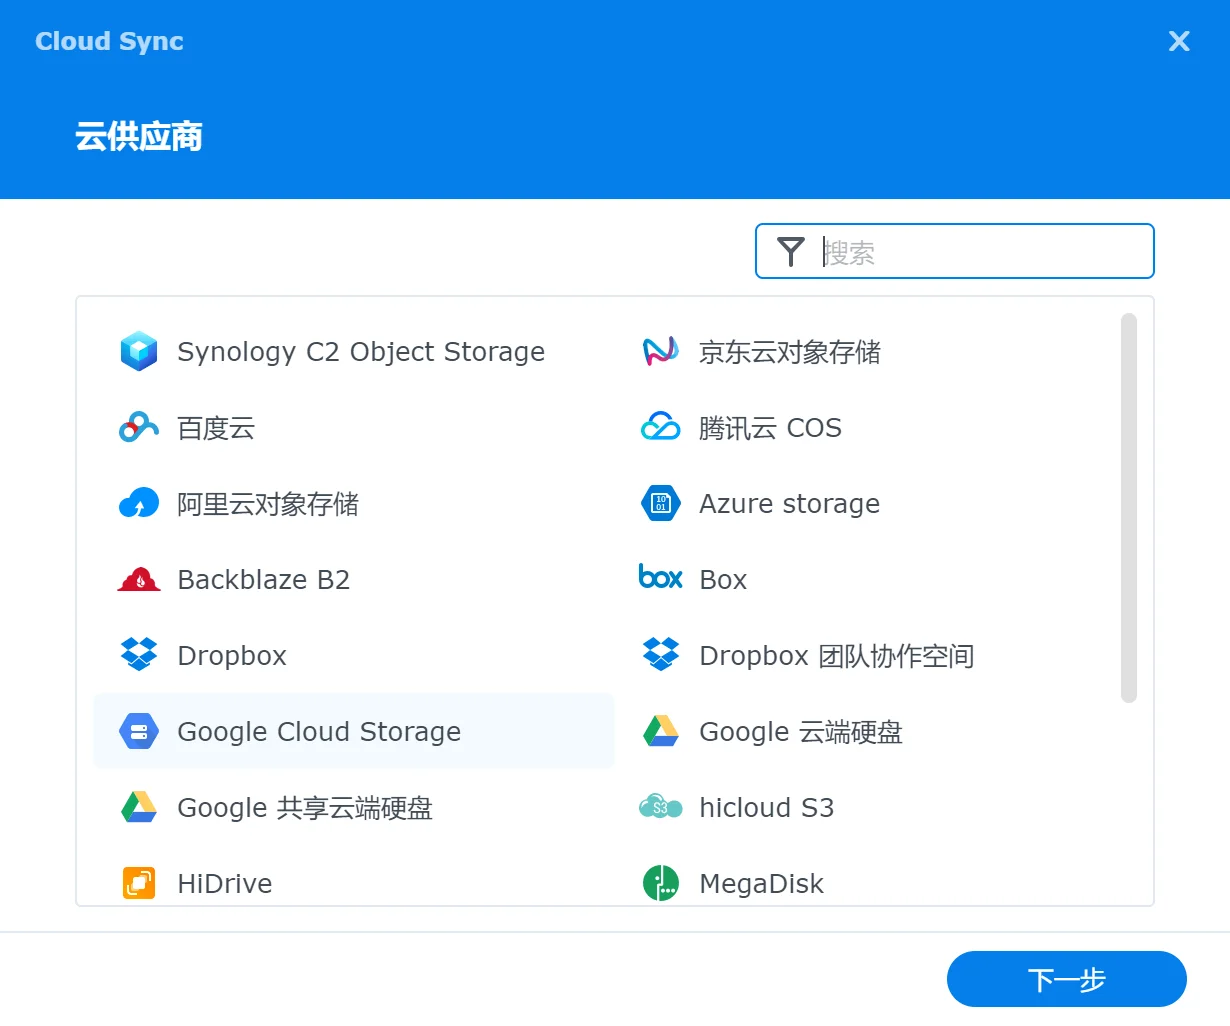 Cloud Sync
云供应商
搜索
Synology C2 Object Storage
京东云对象存储
百度云
腾讯云 COS
阿里云对象存储
10
01
Azure storage
Backblaze B2
box
Box
Dropbox
Dropbox 团队协作空间
Google Cloud Storage
Google 云端硬盘
Google 共享云端硬盘
S3
hicloud S3
HiDrive
MegaDisk
下一步